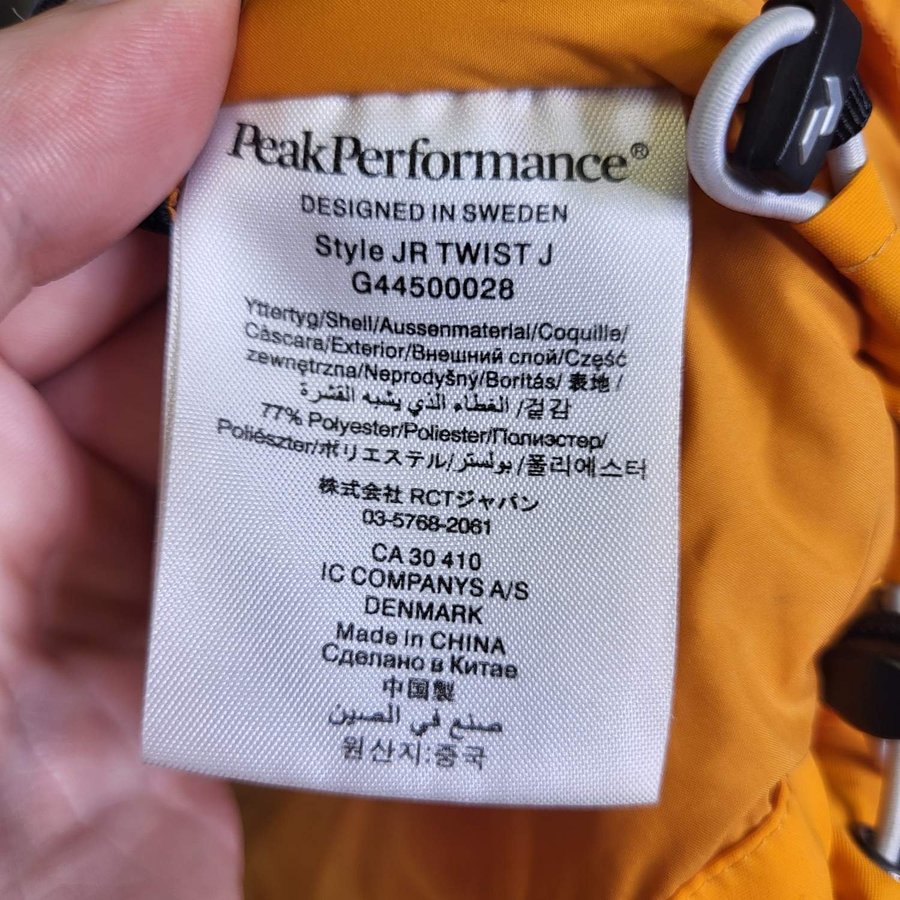 PeakPerformance®
DESIGNED IN SWEDEN
Style JR TWIST J
G44500028
Yttertyg/Shell/Aussenmaterial/Coquille/
Càscara/Exterior/Внешний слой/Część
zewnętrzna/Neprodyšný/Borítás/ 表地 /
الغطاء الذي يشبه القشرة /겉감
77% Polyester/Poliester/Полиэстер/
Poliészter/ポリエステル/بولستر/폴리에스터
株式会社 RCTジャパン
03-5768-2061
CA 30 410
IC COMPANYS A/S
DENMARK
Made in CHINA
Сделано в Китае
中国製
صنع في الصين
원산지:중국